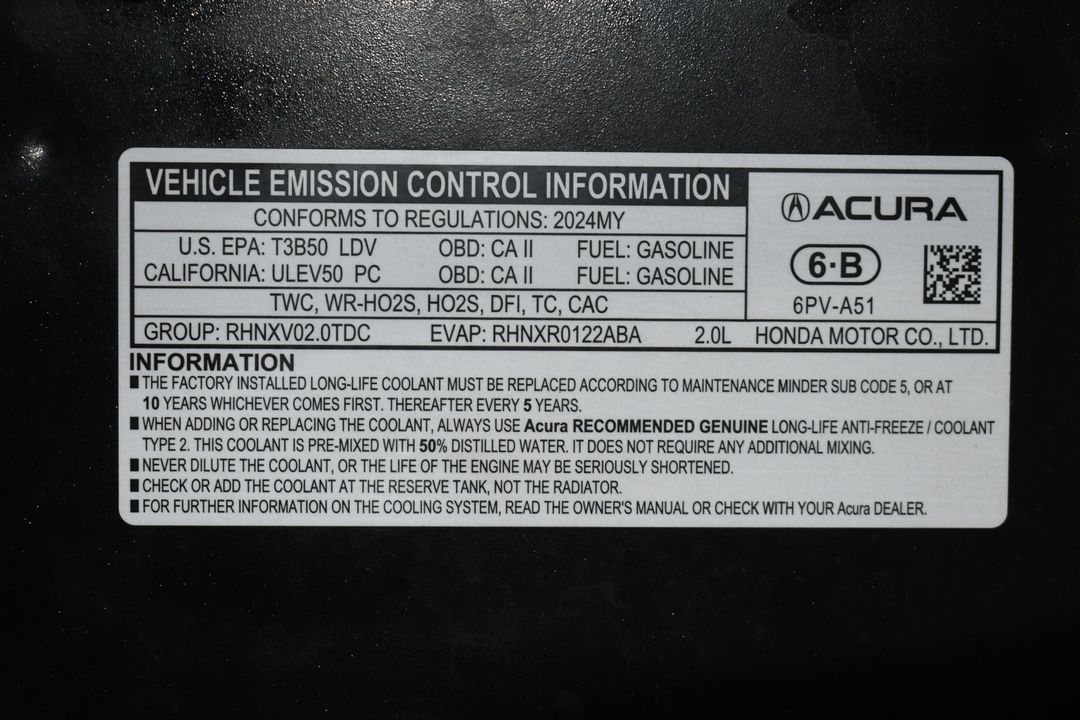 VEHICLE EMISSION CONTROL INFORMATION
CONFORMS TO REGULATIONS: 2024MY
U.S. EPA: T3B50 LDV OBD: CA II FUEL: GASOLINE
CALIFORNIA: ULEV50 PC OBD: CA II FUEL: GASOLINE
TWC, WR-HO2S, HO2S, DFI, TC, CAC
ACURA
6·B
6PV-A51
GROUP: RHNXV02.0TDC EVAP: RHNXR0122ABA 2.0L HONDA MOTOR CO., LTD.
INFORMATION
■ THE FACTORY INSTALLED LONG-LIFE COOLANT MUST BE REPLACED ACCORDING TO MAINTENANCE MINDER SUB CODE 5, OR AT
10 YEARS WHICHEVER COMES FIRST. THEREAFTER EVERY 5 YEARS.
■ WHEN ADDING OR REPLACING THE COOLANT, ALWAYS USE Acura RECOMMENDED GENUINE LONG-LIFE ANTI-FREEZE / COOLANT
TYPE 2. THIS COOLANT IS PRE-MIXED WITH 50% DISTILLED WATER. IT DOES NOT REQUIRE ANY ADDITIONAL MIXING.
■ NEVER DILUTE THE COOLANT, OR THE LIFE OF THE ENGINE MAY BE SERIOUSLY SHORTENED.
■ CHECK OR ADD THE COOLANT AT THE RESERVE TANK, NOT THE RADIATOR.
■ FOR FURTHER INFORMATION ON THE COOLING SYSTEM, READ THE OWNER'S MANUAL OR CHECK WITH YOUR Acura DEALER.